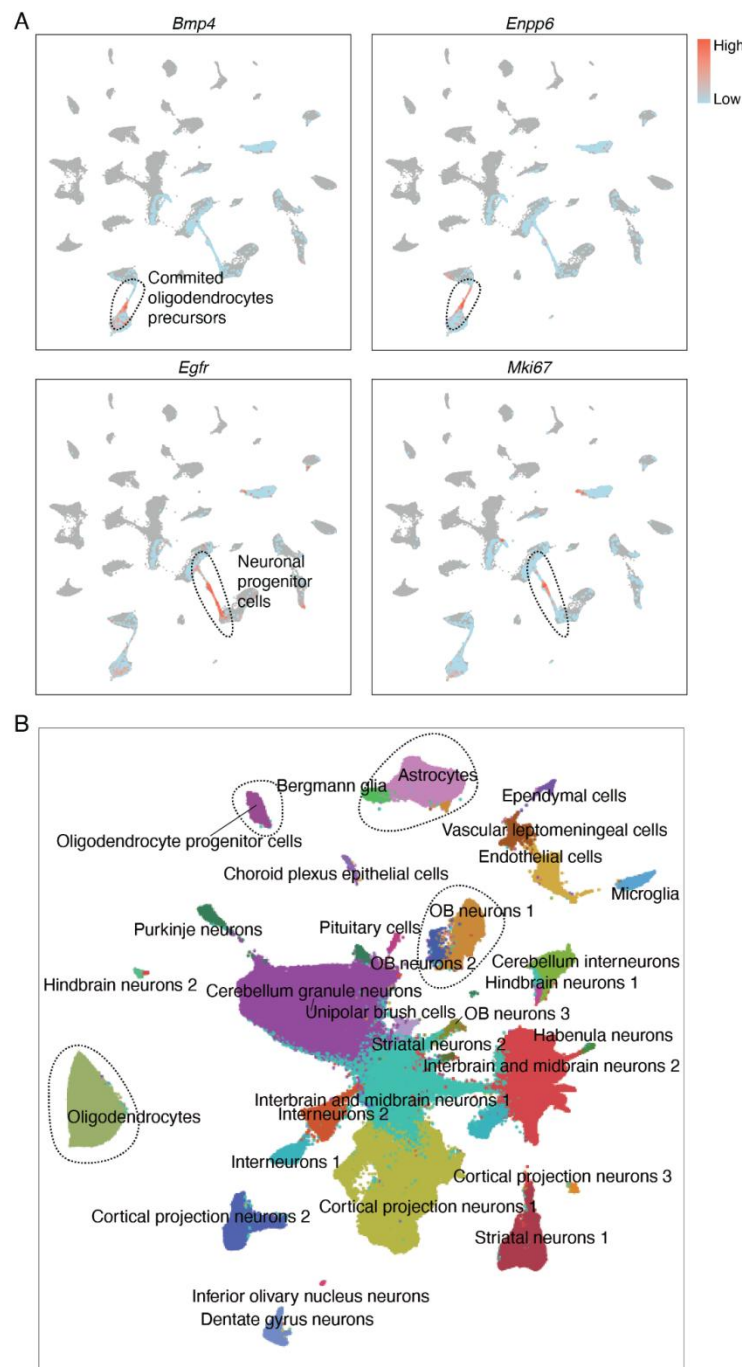 A
Bmp4
Enpp6
High
Low
Commited
oligodendrocytes
precursors
Egfr
Mki67
Neuronal
progenitor
cells
B
Bergmann glia
Astrocytes
Ependymal cells
Oligodendrocyte progenitor cells
Vascular leptomeningeal cells
Endothelial cells
Choroid plexus epithelial cells
Microglia
OB neurons 1
Purkinje neurons
Pituitary cells
OB neurons 2
Cerebellum interneurons
Hindbrain neurons 2
Cerebellum granule neurons
Hindbrain neurons 1
Unipolar brush cells
OB neurons 3
Striatal neurons 2
Habenula neurons
Interbrain and midbrain neurons 2
Oligodendrocytes
Interbrain and midbrain neurons 1
Interneurons 2
Interneurons 1
Cortical projection neurons 3
Cortical projection neurons 2
Cortical projection neurons 1
Striatal neurons 1
Inferior olivary nucleus neurons
Dentate gyrus neurons